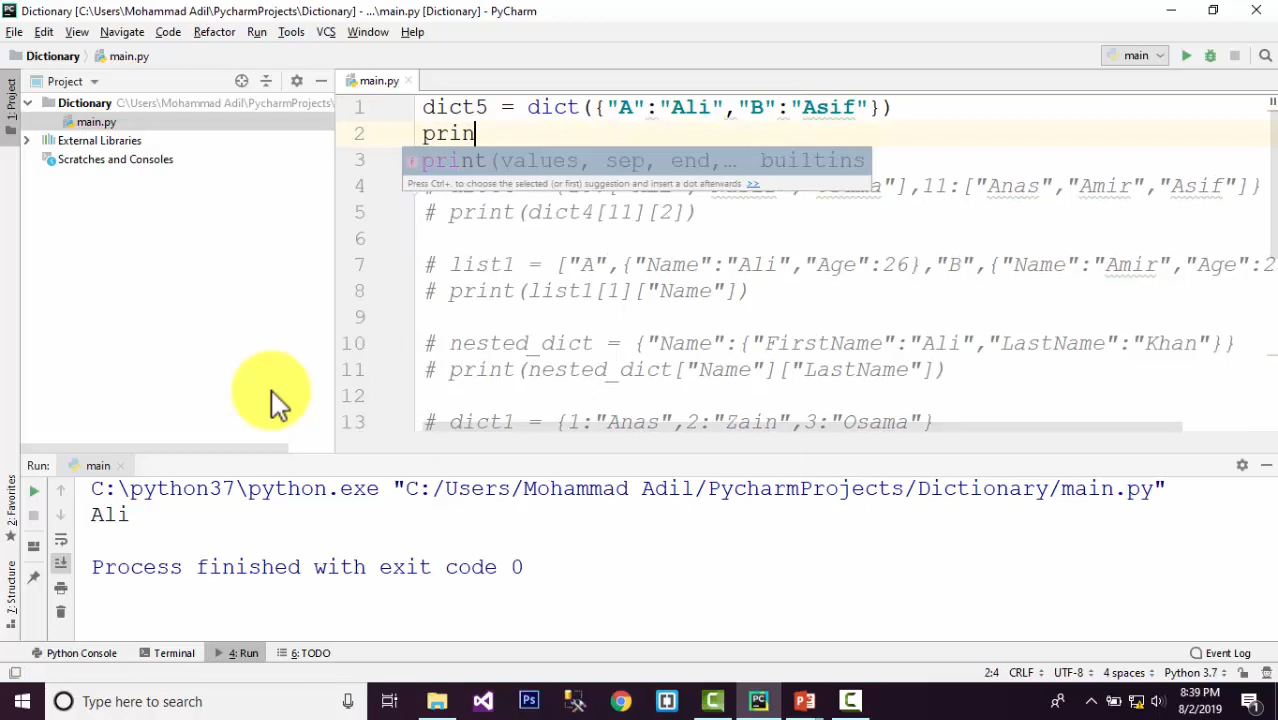 Dictionary [C:\Users\Mohammad Adil\PycharmProjects\Dictionary] - ...\main.py [Dictionary] - PyCharm
File Edit View Navigate Code Refactor Run Tools VCS Window Help
Dictionary main.py
main
1: Project
Project
main.py
Dictionary C:\Users\Mohammad Adil\PycharmProjects\
main.py
External Libraries
Scratches and Consoles
1 dict5 = dict({"A":"Ali","B":"Asif"})
2 prin
3 print(values, sep, end,… builtins
Press Ctrl+. to choose the selected (or first) suggestion and insert a dot afterwards >>
4 "],11:["Anas","Amir","Asif"]}
5 # print(dict4[11][2])
6
7 # list1 = ["A",{"Name":"Ali","Age":26},"B",{"Name":"Amir","Age":2
8 # print(list1[1]["Name"])
9
10 # nested_dict = {"Name":{"FirstName":"Ali","LastName":"Khan"}}
11 # print(nested_dict["Name"]["LastName"])
12
13 # dict1 = {1:"Anas",2:"Zain",3:"Osama"}
Run: main
C:\python37\python.exe "C:/Users/Mohammad Adil/PycharmProjects/Dictionary/main.py"
Ali
Process finished with exit code 0
2: Favorites
7: Structure
Python Console Terminal 4: Run 6: TODO Event Log
2:4 CRLF UTF-8 4 spaces Python 3.7
Type here to search
8:39 PM
8/2/2019
1